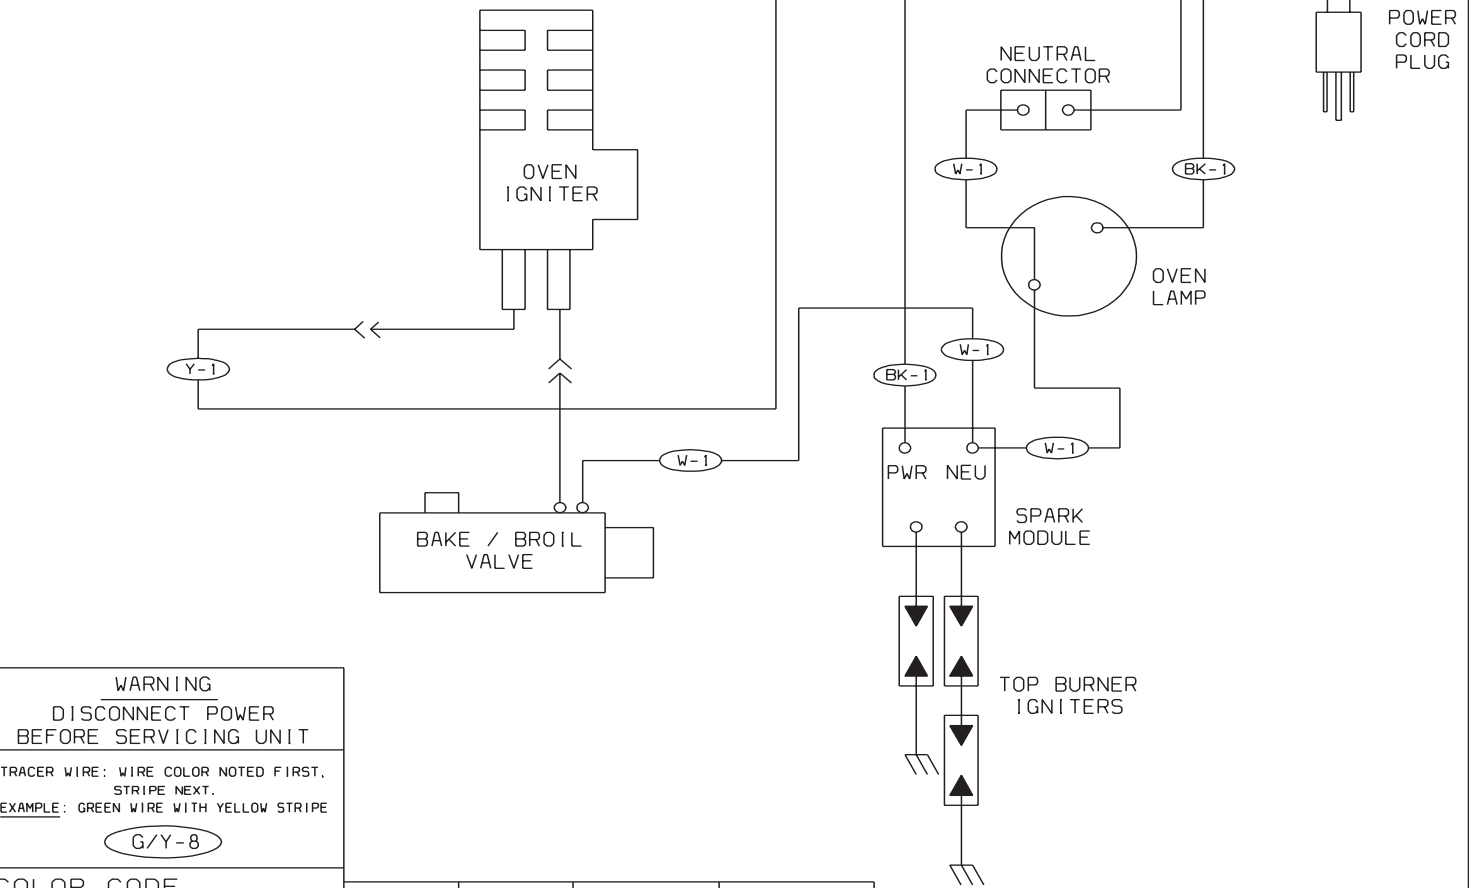 POWER
CORD
PLUG
NEUTRAL
CONNECTOR
OVEN
IGNITER
W-1
BK-1
OVEN
LAMP
Y-1
W-1
BK-1
W-1
W-1
PWR NEU
SPARK
MODULE
BAKE / BROIL
VALVE
TOP BURNER
IGNITERS
WARNING
DISCONNECT POWER
BEFORE SERVICING UNIT
TRACER WIRE: WIRE COLOR NOTED FIRST,
STRIPE NEXT.
EXAMPLE: GREEN WIRE WITH YELLOW STRIPE
G/Y-8
COLOR CODE